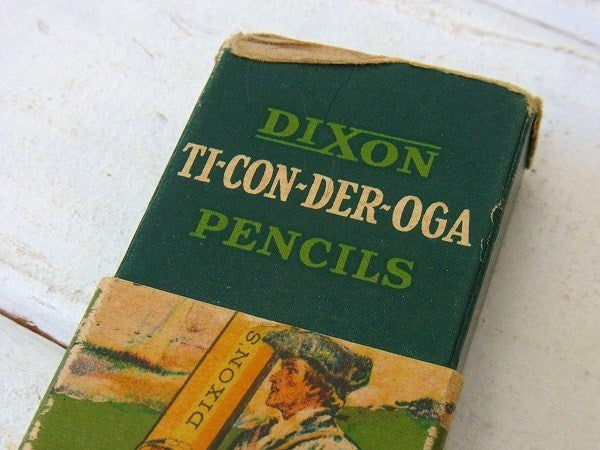 DIXON
TI-CON-DER-OGA
PENCILS
DIXON'S